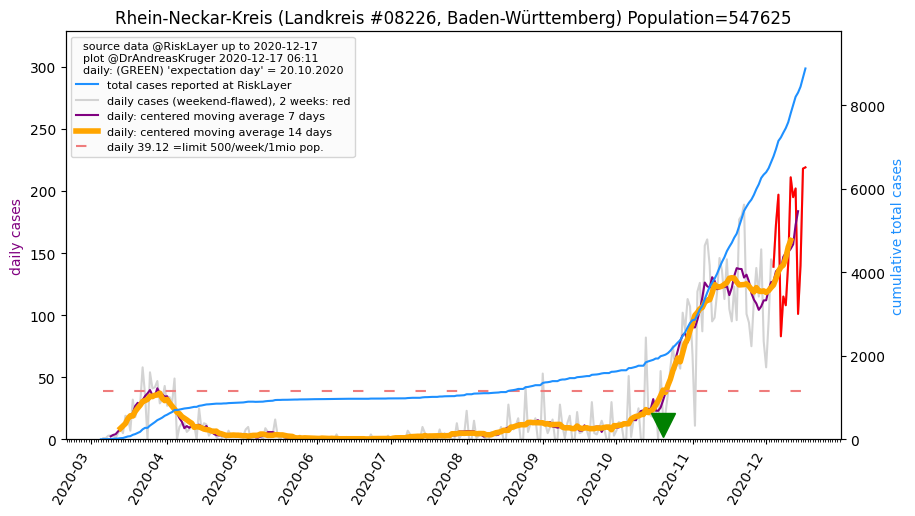 Rhein-Neckar-Kreis (Landkreis #08226, Baden-Württemberg) Population=547625
source data @RiskLayer up to 2020-12-17
plot @DrAndreasKruger 2020-12-17 06:11
daily: (GREEN) 'expectation day' = 20.10.2020
total cases reported at RiskLayer
daily cases (weekend-flawed), 2 weeks: red
daily: centered moving average 7 days
daily: centered moving average 14 days
daily 39.12 =limit 500/week/1mio pop.
daily cases
300
250
200
150
100
50
0
cumulative total cases
8000
6000
4000
2000
0
2020-03
2020-04
2020-05
2020-06
2020-07
2020-08
2020-09
2020-10
2020-11
2020-12